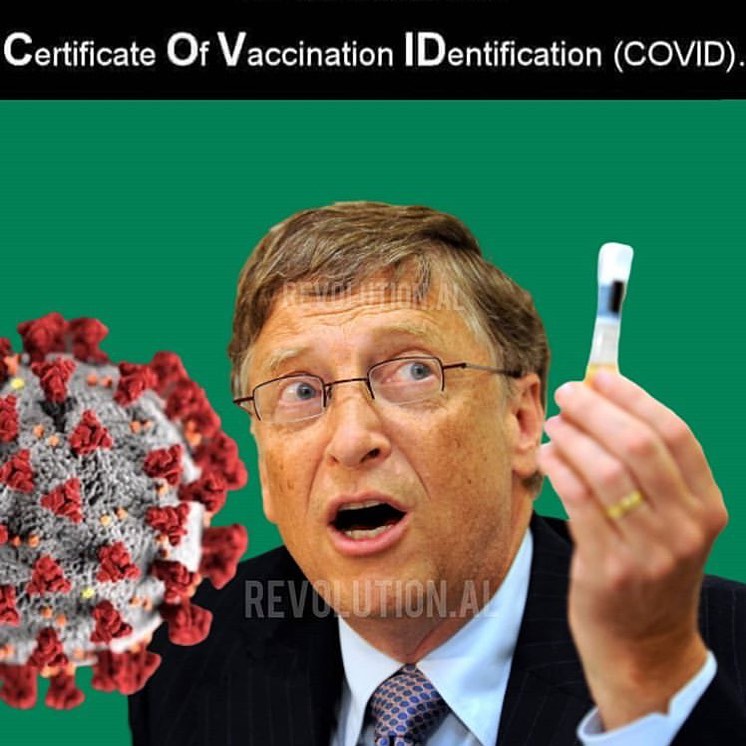 Certificate Of Vaccination IDentification (COVID).
REVOLUTION.AL
REVOLUTION.AL